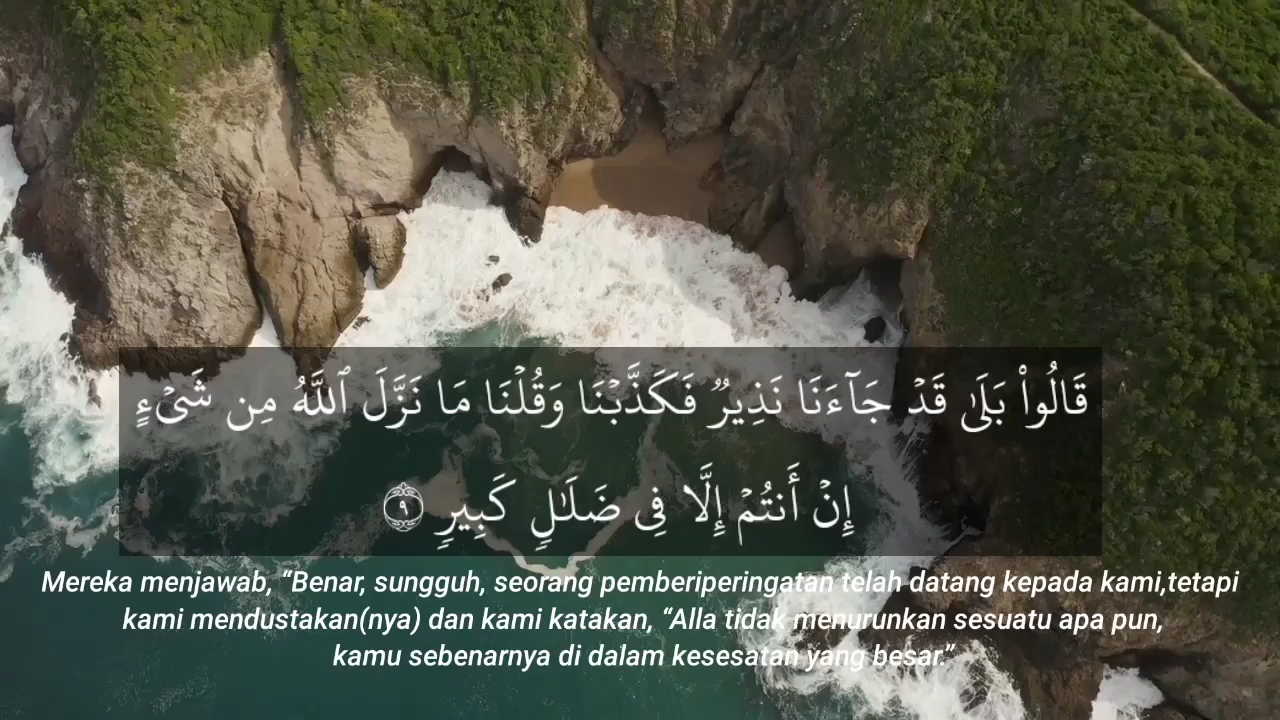 قَالُوا۟ بَلَىٰ قَدْ جَآءَنَا نَذِيرٌ فَكَذَّبْنَا وَقُلْنَا مَا نَزَّلَ ٱللَّهُ مِن شَىْءٍ
إِنْ أَنتُمْ إِلَّا فِى ضَلَـٰلٍ كَبِيرٍ ٩
Mereka menjawab, “Benar, sungguh, seorang pemberiperingatan telah datang kepada kami,tetapi
kami mendustakan(nya) dan kami katakan, “Alla tidak menurunkan sesuatu apa pun,
kamu sebenarnya di dalam kesesatan yang besar.”